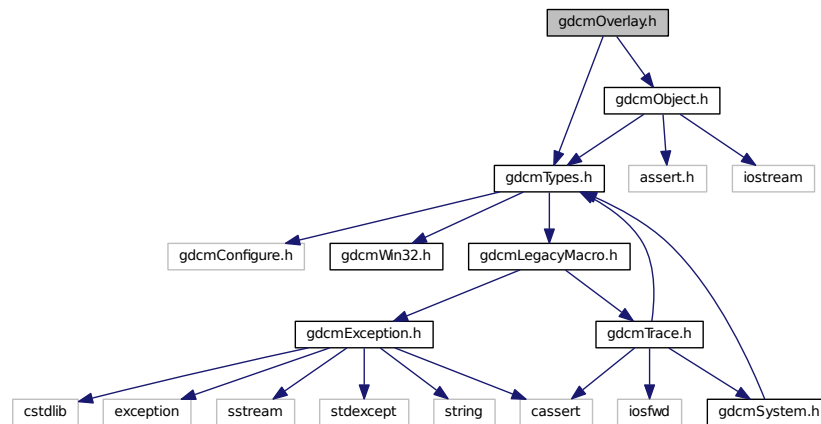 gdcmOverlay.h
gdcmObject.h
gdcmTypes.h
assert.h
iostream
gdcmConfigure.h
gdcmWin32.h
gdcmLegacyMacro.h
gdcmException.h
gdcmTrace.h
cstdlib
exception
sstream
stdexcept
string
cassert
iosfwd
gdcmSystem.h